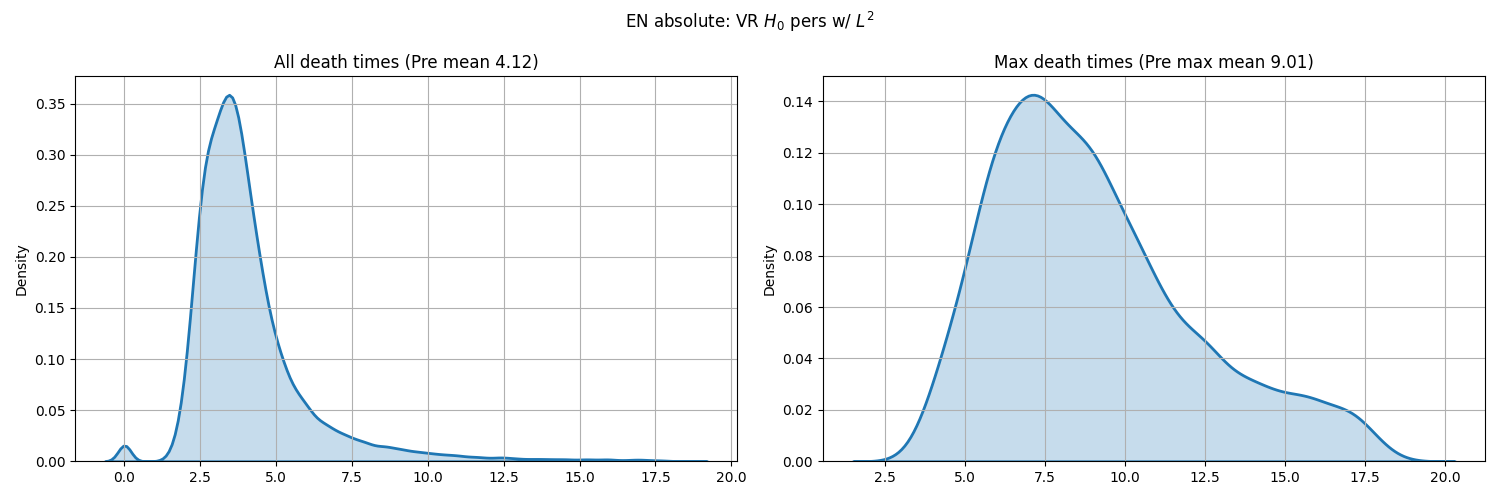 EN absolute: VR $H_0$ pers w/ $L^2$
All death times (Pre mean 4.12)
Density
0.35
0.30
0.25
0.20
0.15
0.10
0.05
0.00
0.0 2.5 5.0 7.5 10.0 12.5 15.0 17.5 20.0
Max death times (Pre max mean 9.01)
Density
0.14
0.12
0.10
0.08
0.06
0.04
0.02
0.00
2.5 5.0 7.5 10.0 12.5 15.0 17.5 20.0